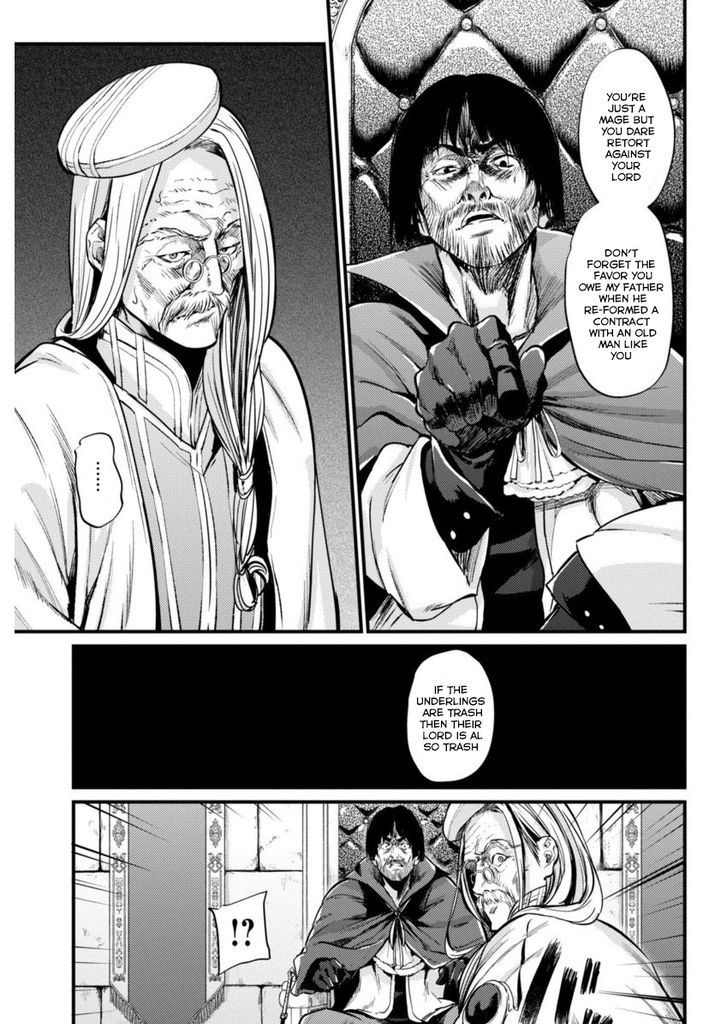 YOU'RE
JUST A
MAGE BUT
YOU DARE
RETORT
AGAINST
YOUR
LORD
DON'T
FORGET THE
FAVOR YOU
OWE MY FATHER
WHEN HE
RE-FORMED A
CONTRACT
WITH AN OLD
MAN LIKE
YOU
......
IF THE
UNDERLINGS
ARE TRASH
THEN THEIR
LORD IS AL
SO TRASH
!?